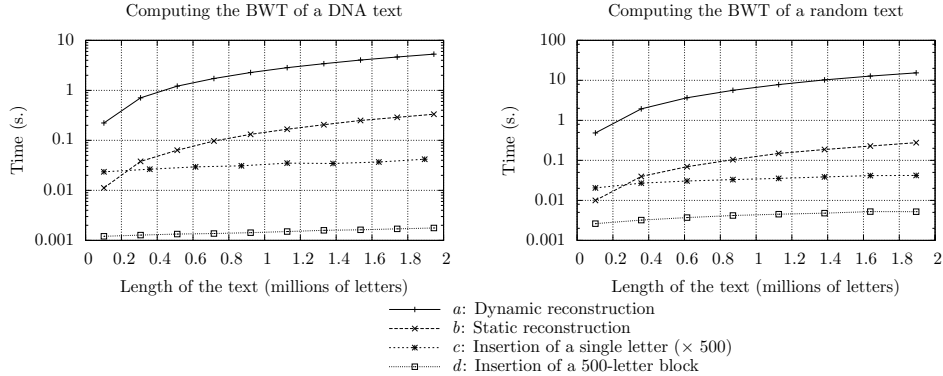 Computing the BWT of a DNA text
10
1
0.1
0.01
0.001
Time (s.)
0 0.2 0.4 0.6 0.8 1 1.2 1.4 1.6 1.8 2
Length of the text (millions of letters)
Computing the BWT of a random text
100
10
1
0.1
0.01
0.001
Time (s.)
0 0.2 0.4 0.6 0.8 1 1.2 1.4 1.6 1.8 2
Length of the text (millions of letters)
a: Dynamic reconstruction
b: Static reconstruction
c: Insertion of a single letter (× 500)
d: Insertion of a 500-letter block